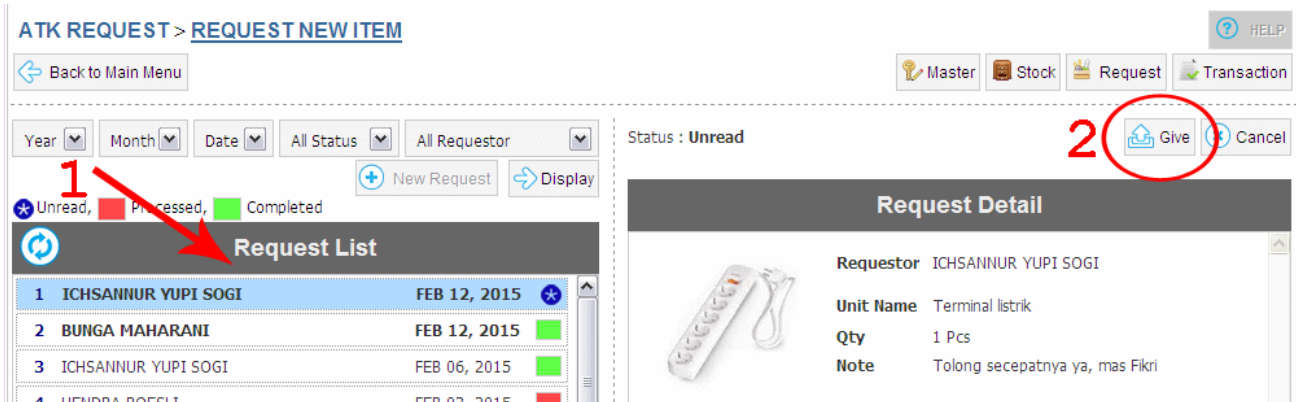 ATK REQUEST > REQUEST NEW ITEM
HELP
Back to Main Menu
Master
Stock
Request
Transaction
Year
Month
Date
All Status
All Requestor
New Request
Display
1
Unread, Processed, Completed
Request List
1 ICHSANNUR YUPI SOGI FEB 12, 2015
2 BUNGA MAHARANI FEB 12, 2015
3 ICHSANNUR YUPI SOGI FEB 06, 2015
Status : Unread
2
Give
Cancel
Request Detail
Requestor ICHSANNUR YUPI SOGI
Unit Name Terminal listrik
Qty 1 Pcs
Note Tolong secepatnya ya, mas Fikri